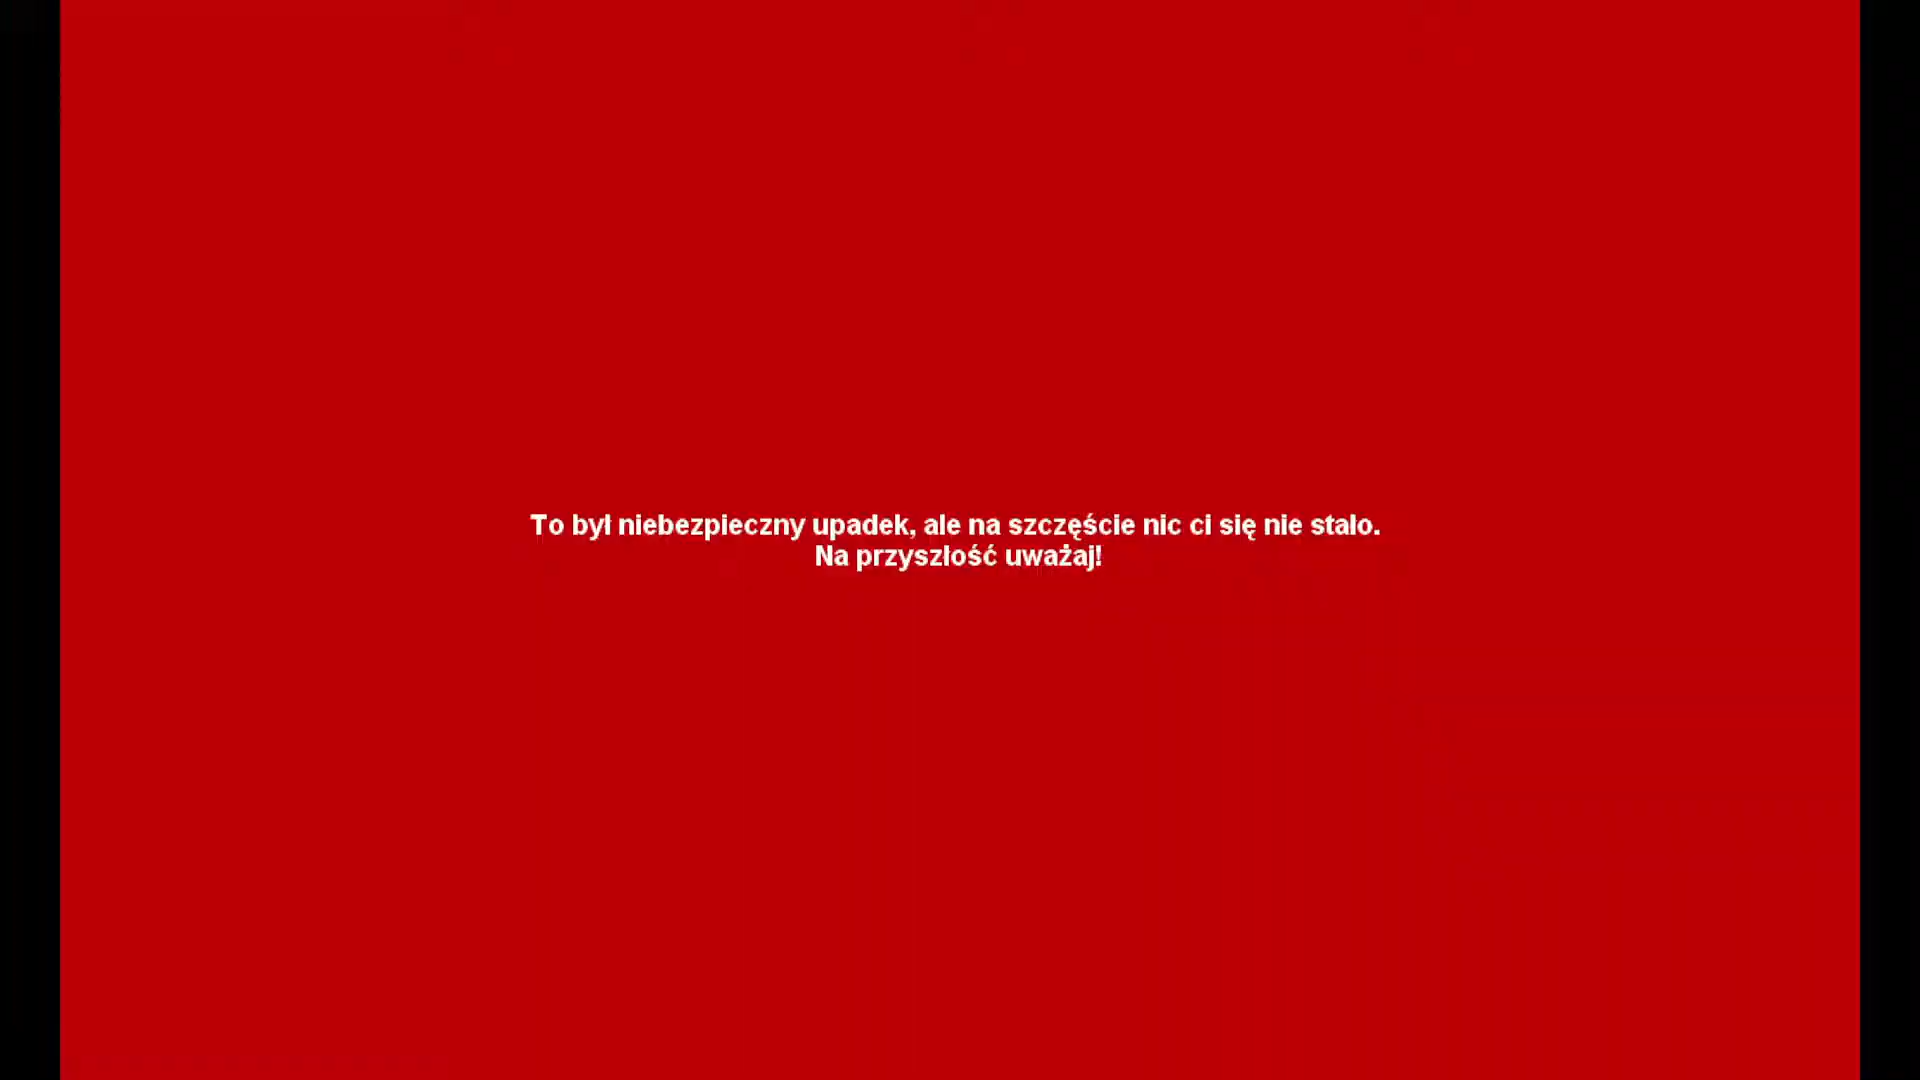 To był niebezpieczny upadek, ale na szczęście nic ci się nie stało.
Na przyszłość uważaj!